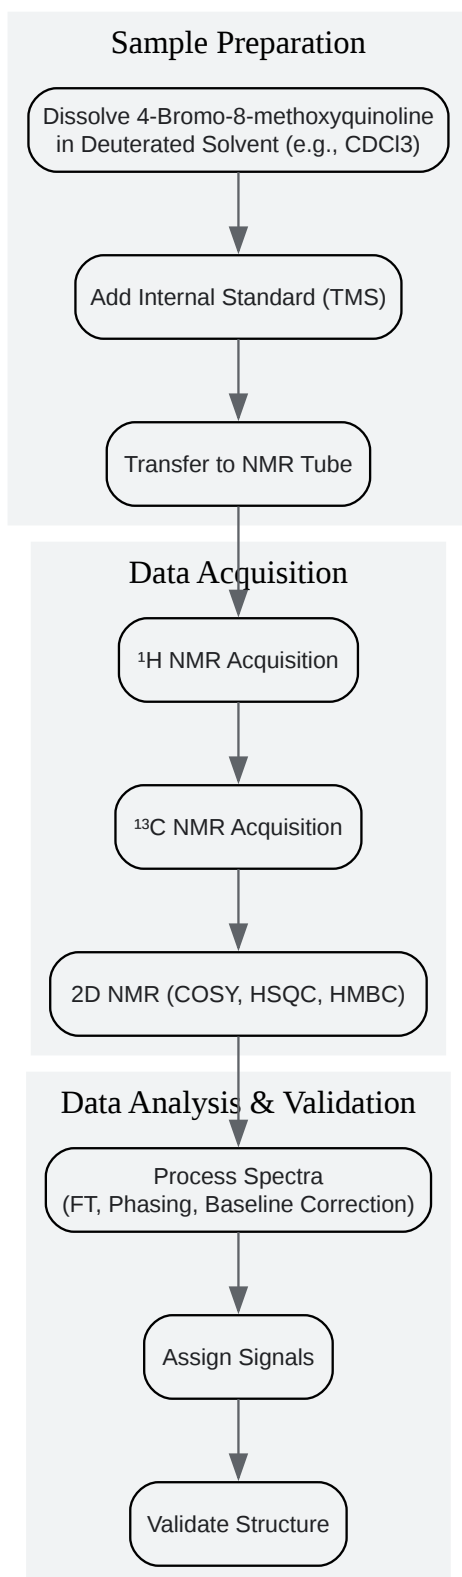 Sample Preparation
Dissolve 4-Bromo-8-methoxyquinoline
in Deuterated Solvent (e.g., CDCl3)
Add Internal Standard (TMS)
Transfer to NMR Tube
Data Acquisition
¹H NMR Acquisition
¹³C NMR Acquisition
2D NMR (COSY, HSQC, HMBC)
Data Analysis & Validation
Process Spectra
(FT, Phasing, Baseline Correction)
Assign Signals
Validate Structure